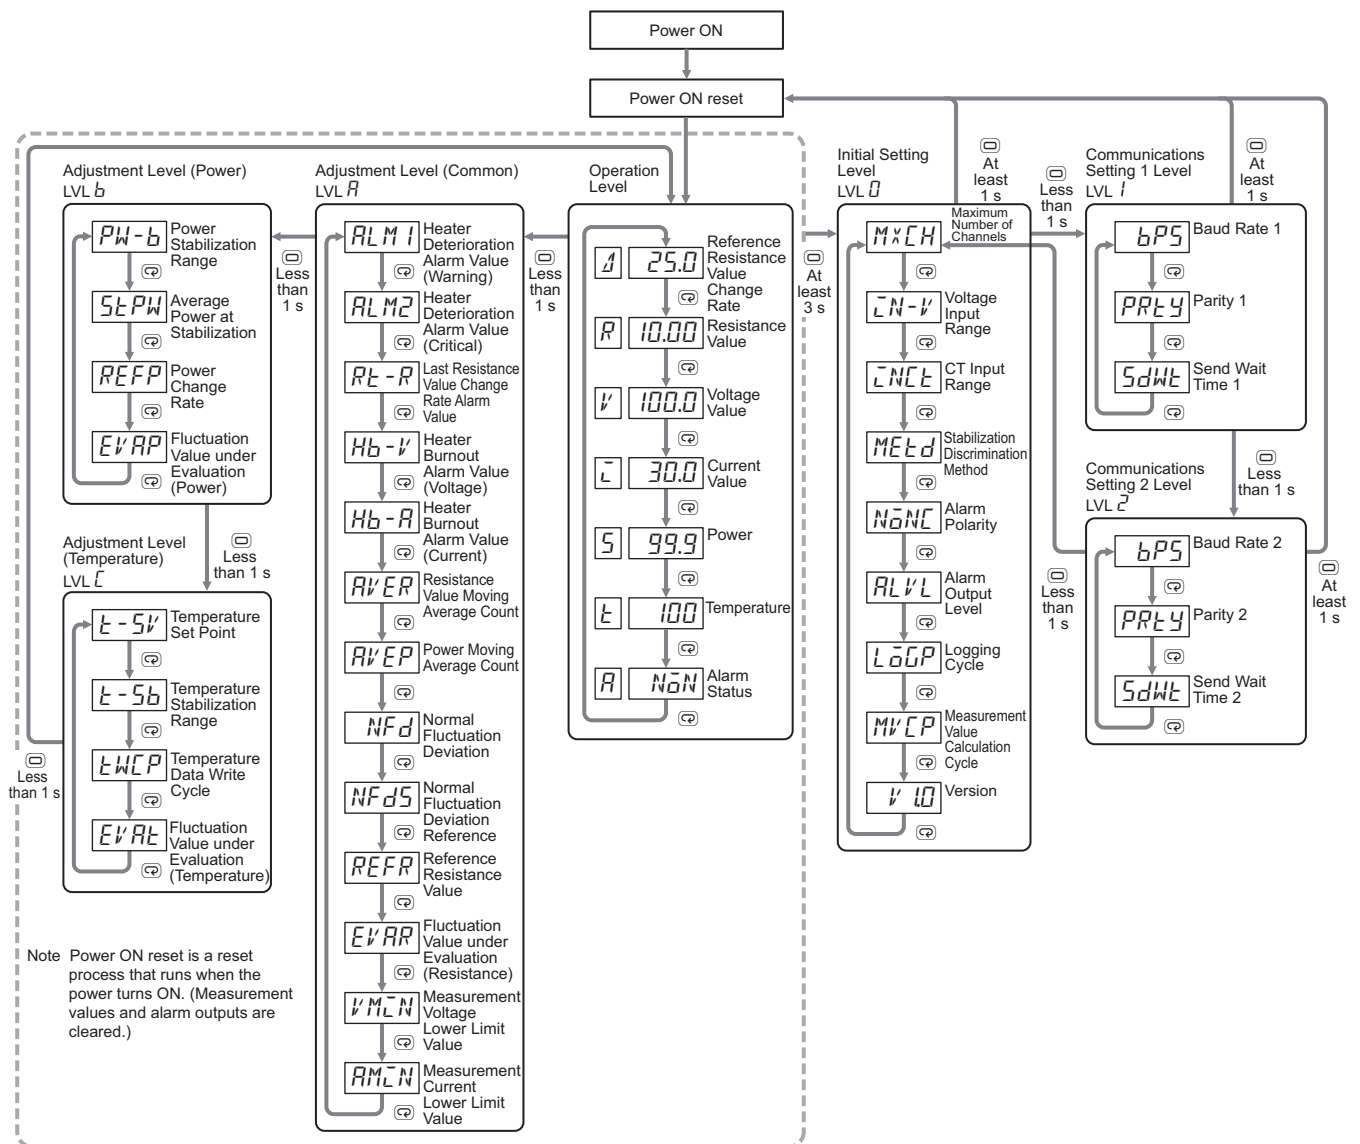 Power ON
Power ON reset
Adjustment Level (Power)
LVL b
PW-b
Power
Stabilization
Range
StPW
Average
Power at
Stabilization
REFP
Power
Change
Rate
EVAP
Fluctuation
Value under
Evaluation
(Power)
Less
than
1 s
Less
than 1 s
Adjustment Level
(Temperature)
LVL C
t-SV
Temperature
Set Point
t-Sb
Temperature
Stabilization
Range
tWCP
Temperature
Data Write
Cycle
EVAt
Fluctuation
Value under
Evaluation
(Temperature)
Less
than 1 s
Note Power ON reset is a reset
process that runs when the
power turns ON. (Measurement
values and alarm outputs are
cleared.)
Adjustment Level (Common)
LVL A
ALM1
Heater
Deterioration
Alarm Value
(Warning)
ALM2
Heater
Deterioration
Alarm Value
(Critical)
Rt-R
Last Resistance
Value Change
Rate Alarm
Value
Hb-V
Heater
Burnout
Alarm Value
(Voltage)
Hb-A
Heater
Burnout
Alarm Value
(Current)
AVER
Resistance
Value Moving
Average Count
AVEP
Power Moving
Average Count
NFd
Normal
Fluctuation
Deviation
NFdS
Normal
Fluctuation
Deviation
Reference
REFR
Reference
Resistance
Value
EVAR
Fluctuation
Value under
Evaluation
(Resistance)
VMIN
Measurement
Voltage
Lower Limit
Value
AMIN
Measurement
Current
Lower Limit
Value
Less
than
1 s
Operation
Level
25.0
Reference
Resistance
Value
Change
Rate
R 10.00
Resistance
Value
V 100.0
Voltage
Value
I 30.0
Current
Value
S 99.9
Power
t 100
Temperature
A NON
Alarm
Status
At
least
3 s
Initial Setting
Level
LVL 0
MXCH
Maximum
Number of
Channels
IN-V
Voltage
Input
Range
INCt
CT Input
Range
MEtd
Stabilization
Discrimination
Method
NONC
Alarm
Polarity
ALVL
Alarm
Output
Level
LOGP
Logging
Cycle
MVCP
Measurement
Value
Calculation
Cycle
V 1.0
Version
At
least
1 s
Less
than
1 s
Communications
Setting 1 Level
LVL 1
bPS
Baud Rate 1
PRtY
Parity 1
SdWt
Send Wait
Time 1
At
least
1 s
Less
than 1 s
Communications
Setting 2 Level
LVL 2
bPS
Baud Rate 2
PRtY
Parity 2
SdWt
Send Wait
Time 2
Less
than
1 s
At
least
1 s